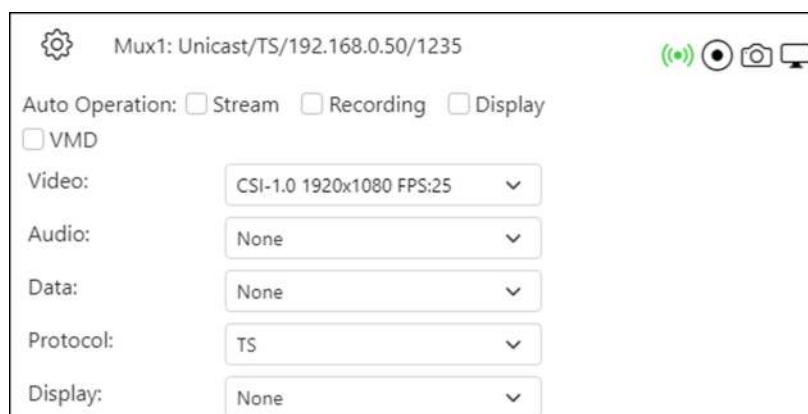 Mux1: Unicast/TS/192.168.0.50/1235
Auto Operation: Stream Recording Display
VMD
Video: CSI-1.0 1920x1080 FPS:25
Audio: None
Data: None
Protocol: TS
Display: None